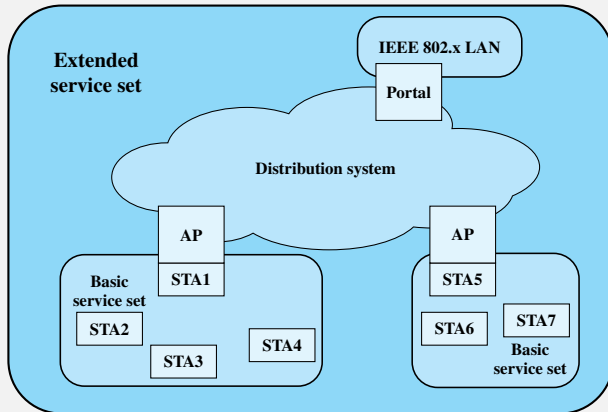 IEEE 802.x LAN
Extended
service set
Portal
Distribution system
AP
AP
STA1
STA5
Basic
service set
STA2
STA3
STA4
STA6
STA7
Basic
service set